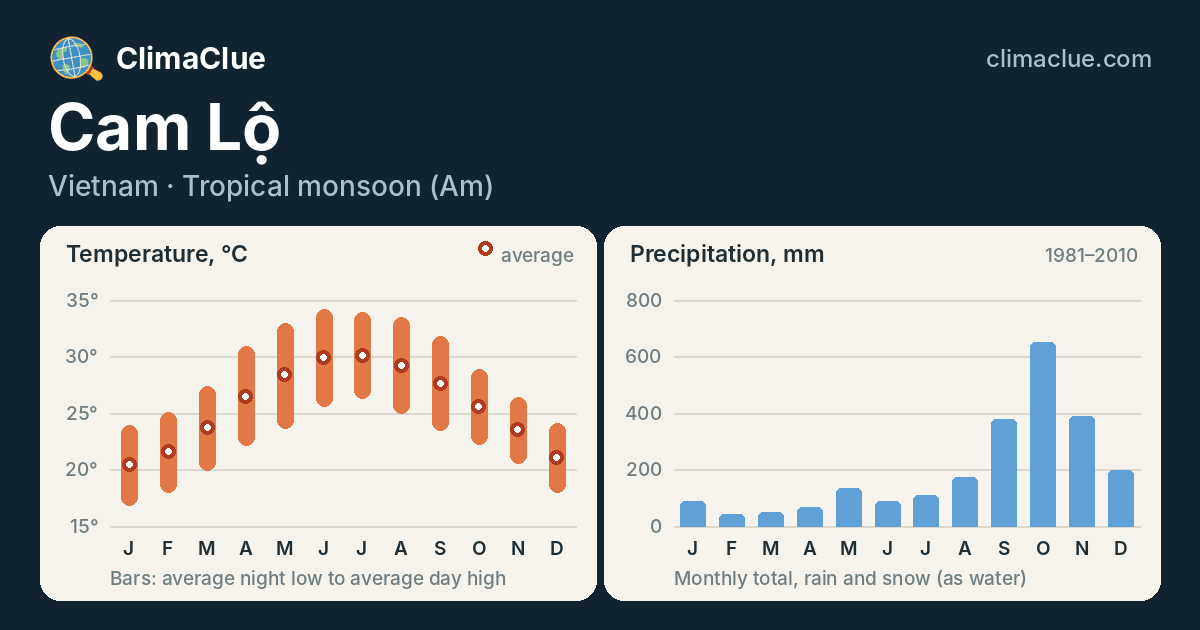 ClimaClue
climaclue.com
Cam Lộ
Vietnam · Tropical monsoon (Am)
Temperature, °C
average
35°
30°
25°
20°
15°
J F M A M J J A S O N D
Bars: average night low to average day high
Precipitation, mm
1981–2010
800
600
400
200
0
J F M A M J J A S O N D
Monthly total, rain and snow (as water)